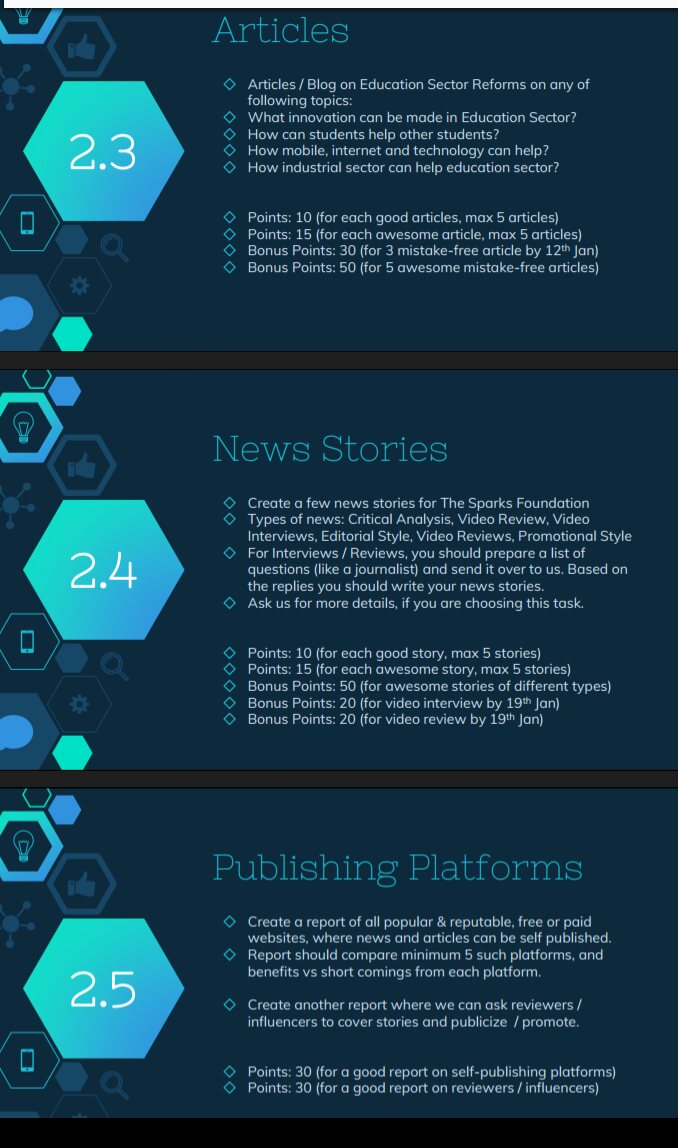 Articles
Articles / Blog on Education Sector Reforms on any of
following topics:
What innovation can be made in Education Sector?
How can students help other students?
How mobile, internet and technology can help?
How industrial sector can help education sector?
2.3
Points: 10 (for each good articles, max 5 articles)
Points: 15 (for each awesome article, max 5 articles)
Bonus Points: 30 (for 3 mistake-free article by 12th Jan)
Bonus Points: 50 (for 5 awesome mistake-free articles)
News Stories
Create a few news stories for The Sparks Foundation
Types of news: Critical Analysis, Video Review, Video
Interviews, Editorial Style, Video Reviews, Promotional Style
For Interviews / Reviews, you should prepare a list of
questions (like a journalist) and send it over to us. Based on
the replies you should write your news stories.
Ask us for more details, if you are choosing this task.
2.4
Points: 10 (for each good story, max 5 stories)
Points: 15 (for each awesome story, max 5 stories)
Bonus Points: 50 (for awesome stories of different types)
Bonus Points: 20 (for video interview by 19th Jan)
Bonus Points: 20 (for video review by 19th Jan)
Publishing Platforms
Create a report of all popular & reputable, free or paid
websites, where news and articles can be self published.
Report should compare minimum 5 such platforms, and
benefits vs short comings from each platform.
2.5
Create another report where we can ask reviewers /
influencers to cover stories and publicize / promote.
Points: 30 (for a good report on self-publishing platforms)
Points: 30 (for a good report on reviewers / influencers)